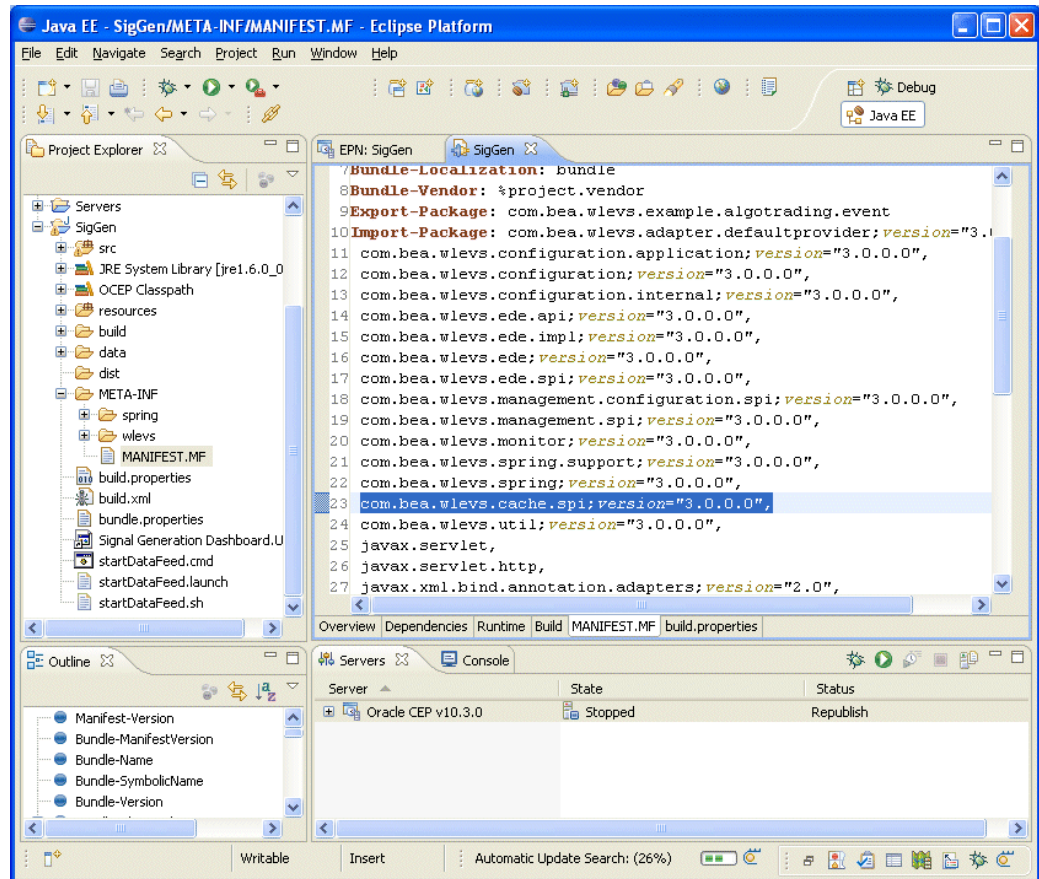 Java EE - SigGen/META-INF/MANIFEST.MF - Eclipse Platform
File Edit Navigate Search Project Run Window Help
Debug
Java EE
Project Explorer
Servers
SigGen
src
JRE System Library [jre1.6.0_0
OCEP Classpath
resources
build
data
dist
META-INF
spring
wlevs
MANIFEST.MF
build.properties
build.xml
bundle.properties
Signal Generation Dashboard.U
startDataFeed.cmd
startDataFeed.launch
startDataFeed.sh
EPN: SigGen
SigGen
7Bundle-Localization: bundle
8Bundle-Vendor: %project.vendor
9Export-Package: com.bea.wlevs.example.algotrading.event
10Import-Package: com.bea.wlevs.adapter.defaultprovider;version="3.
11 com.bea.wlevs.configuration.application;version="3.0.0.0",
12 com.bea.wlevs.configuration;version="3.0.0.0",
13 com.bea.wlevs.configuration.internal;version="3.0.0.0",
14 com.bea.wlevs.ede.api;version="3.0.0.0",
15 com.bea.wlevs.ede.impl;version="3.0.0.0",
16 com.bea.wlevs.ede;version="3.0.0.0",
17 com.bea.wlevs.ede.spi;version="3.0.0.0",
18 com.bea.wlevs.management.configuration.spi;version="3.0.0.0",
19 com.bea.wlevs.management.spi;version="3.0.0.0",
20 com.bea.wlevs.monitor;version="3.0.0.0",
21 com.bea.wlevs.spring.support;version="3.0.0.0",
22 com.bea.wlevs.spring;version="3.0.0.0",
23 com.bea.wlevs.cache.spi;version="3.0.0.0",
24 com.bea.wlevs.util;version="3.0.0.0",
25 javax.servlet,
26 javax.servlet.http,
27 javax.xml.bind.annotation.adapters;version="2.0",
Overview Dependencies Runtime Build MANIFEST.MF build.properties
Outline
Manifest-Version
Bundle-ManifestVersion
Bundle-Name
Bundle-SymbolicName
Bundle-Version
Servers Console
Server State Status
Oracle CEP v10.3.0 Stopped Republish
Writable Insert Automatic Update Search: (26%)